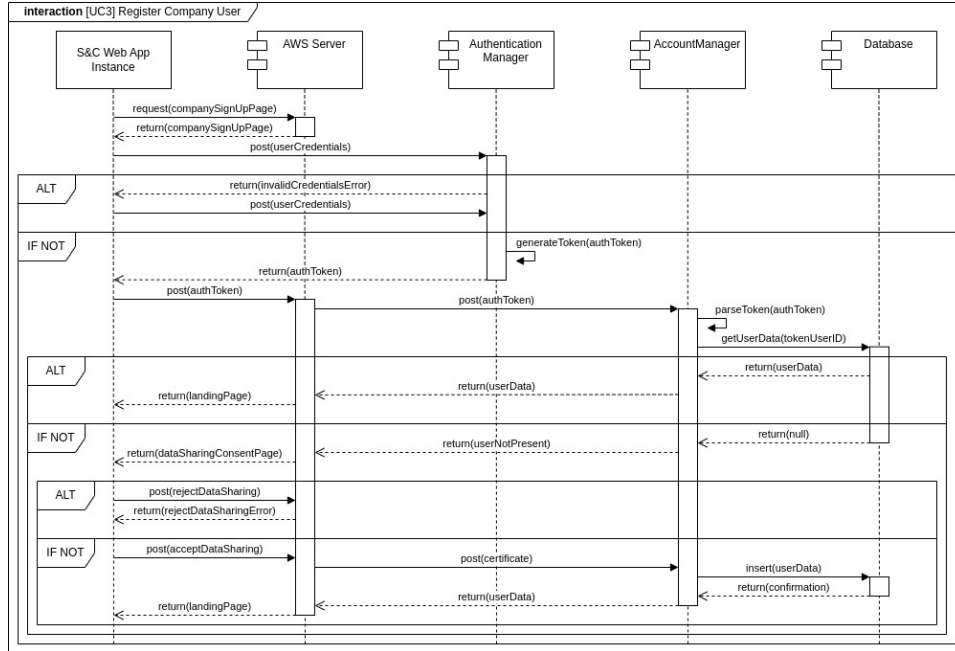 interaction [UC3] Register Company User
S&C Web App
Instance
AWS Server
Authentication
Manager
AccountManager
Database
request(companySignUpPage)
return(companySignUpPage)
post(userCredentials)
ALT
return(invalidCredentialsError)
post(userCredentials)
IF NOT
generateToken(authToken)
return(authToken)
post(authToken)
post(authToken)
parseToken(authToken)
getUserData(tokenUserID)
ALT
return(userData)
return(userData)
return(landingPage)
IF NOT
return(null)
return(userNotPresent)
return(dataSharingConsentPage)
ALT
post(rejectDataSharing)
return(rejectDataSharingError)
IF NOT
post(acceptDataSharing)
post(certificate)
insert(userData)
return(confirmation)
return(userData)
return(landingPage)